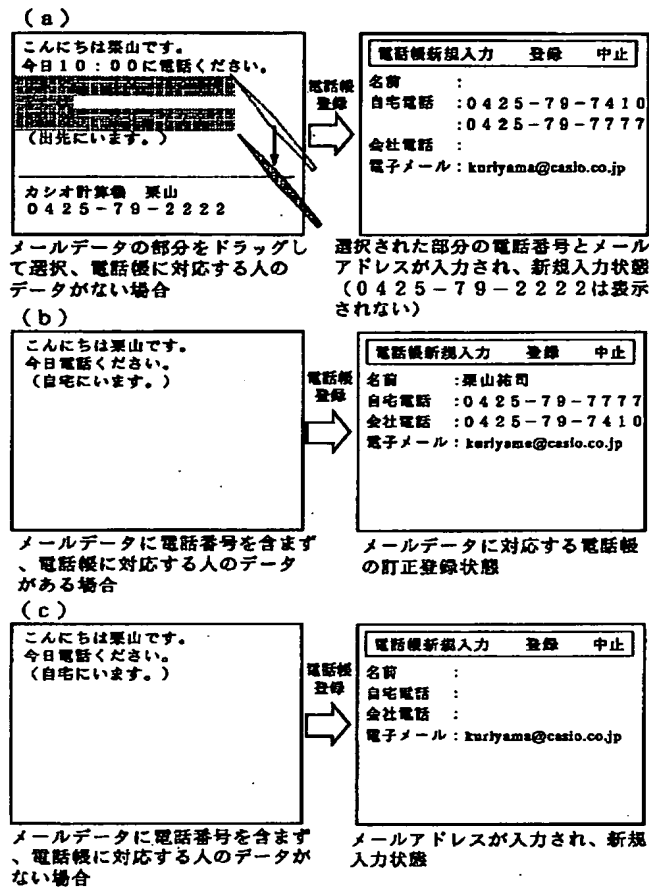 (a)
こんにちは栗山です。
今日10:00に電話ください。
(出先にいます。)
カシオ計算機 栗山
0425-79-2222
電話帳
登録
電話帳新規入力 登録 中止
名前 :
自宅電話 :0425-79-7410
:0425-79-7777
会社電話 :
電子メール:kuriyama@casio.co.jp
メールデータの部分をドラッグし
て選択、電話帳に対応する人の
データがない場合
選択された部分の電話番号とメール
アドレスが入力され、新規入力状態
(0425-79-2222は表示
されない)
(b)
こんにちは栗山です。
今日電話ください。
(自宅にいます。)
電話帳
登録
電話帳新規入力 登録 中止
名前 :栗山祐司
自宅電話 :0425-79-7777
会社電話 :0425-79-7410
電子メール:kuriyama@casio.co.jp
メールデータに電話番号を含まず
、電話帳に対応する人のデータ
がある場合
メールデータに対応する電話帳
の訂正登録状態
(c)
こんにちは栗山です。
今日電話ください。
(自宅にいます。)
電話帳
登録
電話帳新規入力 登録 中止
名前 :
自宅電話 :
会社電話 :
電子メール:kuriyama@casio.co.jp
メールデータに電話番号を含まず
、電話帳に対応する人のデータが
ない場合
メールアドレスが入力され、新規
入力状態